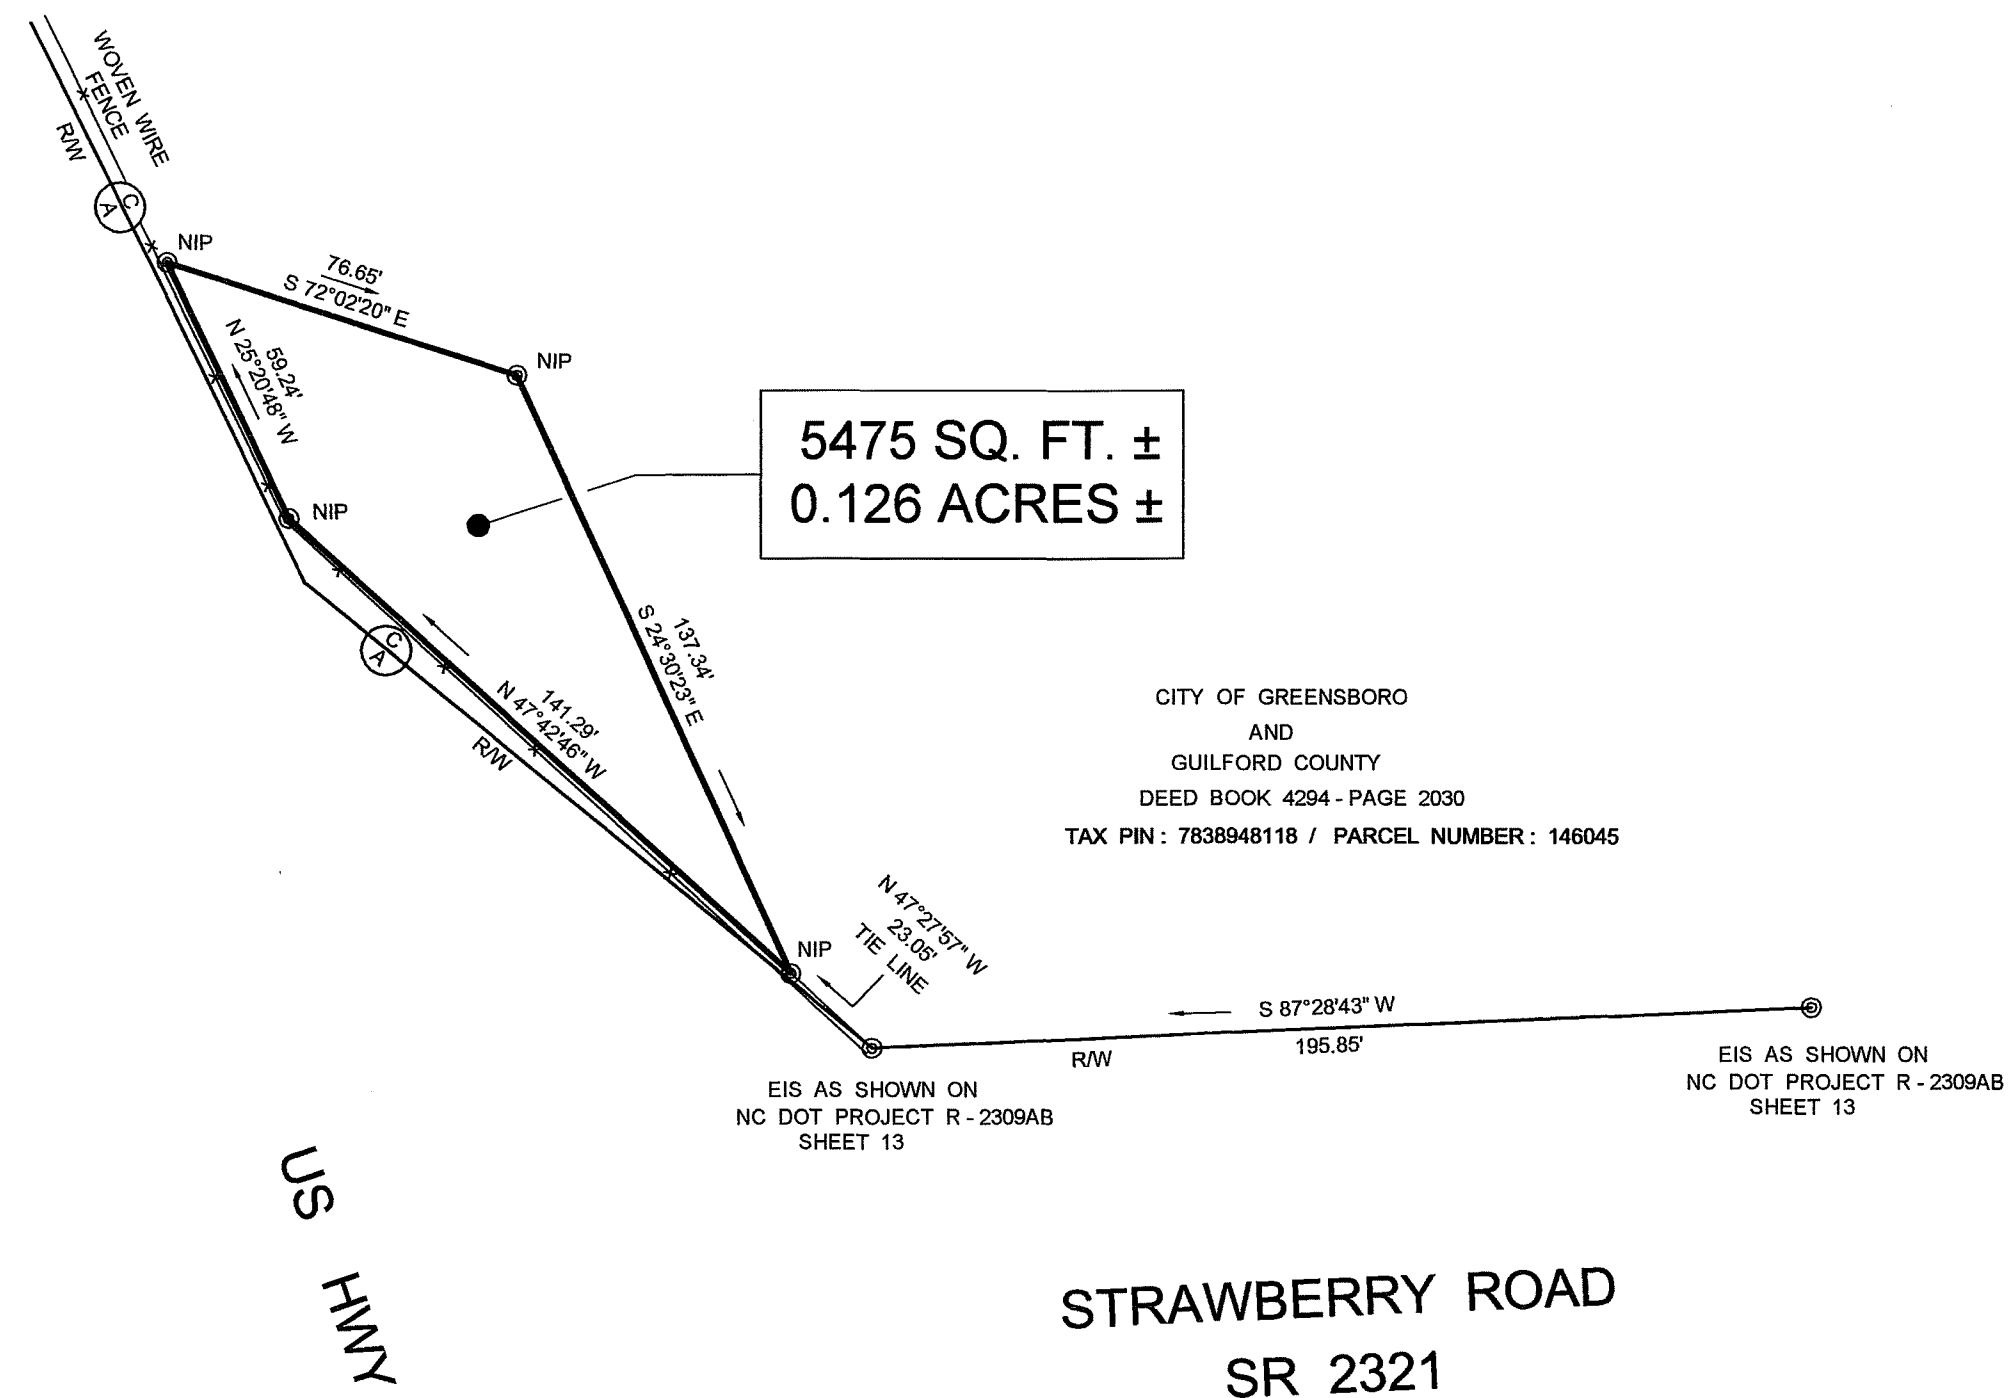 WOVEN WIRE
FENCE
R/W
C
A
NIP
76.65'
S 72°02'20" E
NIP
59.24'
N 25°20'48" W
NIP
5475 SQ. FT. ±
0.126 ACRES ±
137.34'
S 24°30'23" E
C
A
141.29'
N 47°42'46" W
R/W
CITY OF GREENSBORO
AND
GUILFORD COUNTY
DEED BOOK 4294 - PAGE 2030
TAX PIN : 7838948118 / PARCEL NUMBER : 146045
N 47°27'57" W
23.05'
TIE LINE
NIP
S 87°28'43" W
195.85'
R/W
EIS AS SHOWN ON
NC DOT PROJECT R - 2309AB
SHEET 13
EIS AS SHOWN ON
NC DOT PROJECT R - 2309AB
SHEET 13
US HWY
STRAWBERRY ROAD
SR 2321